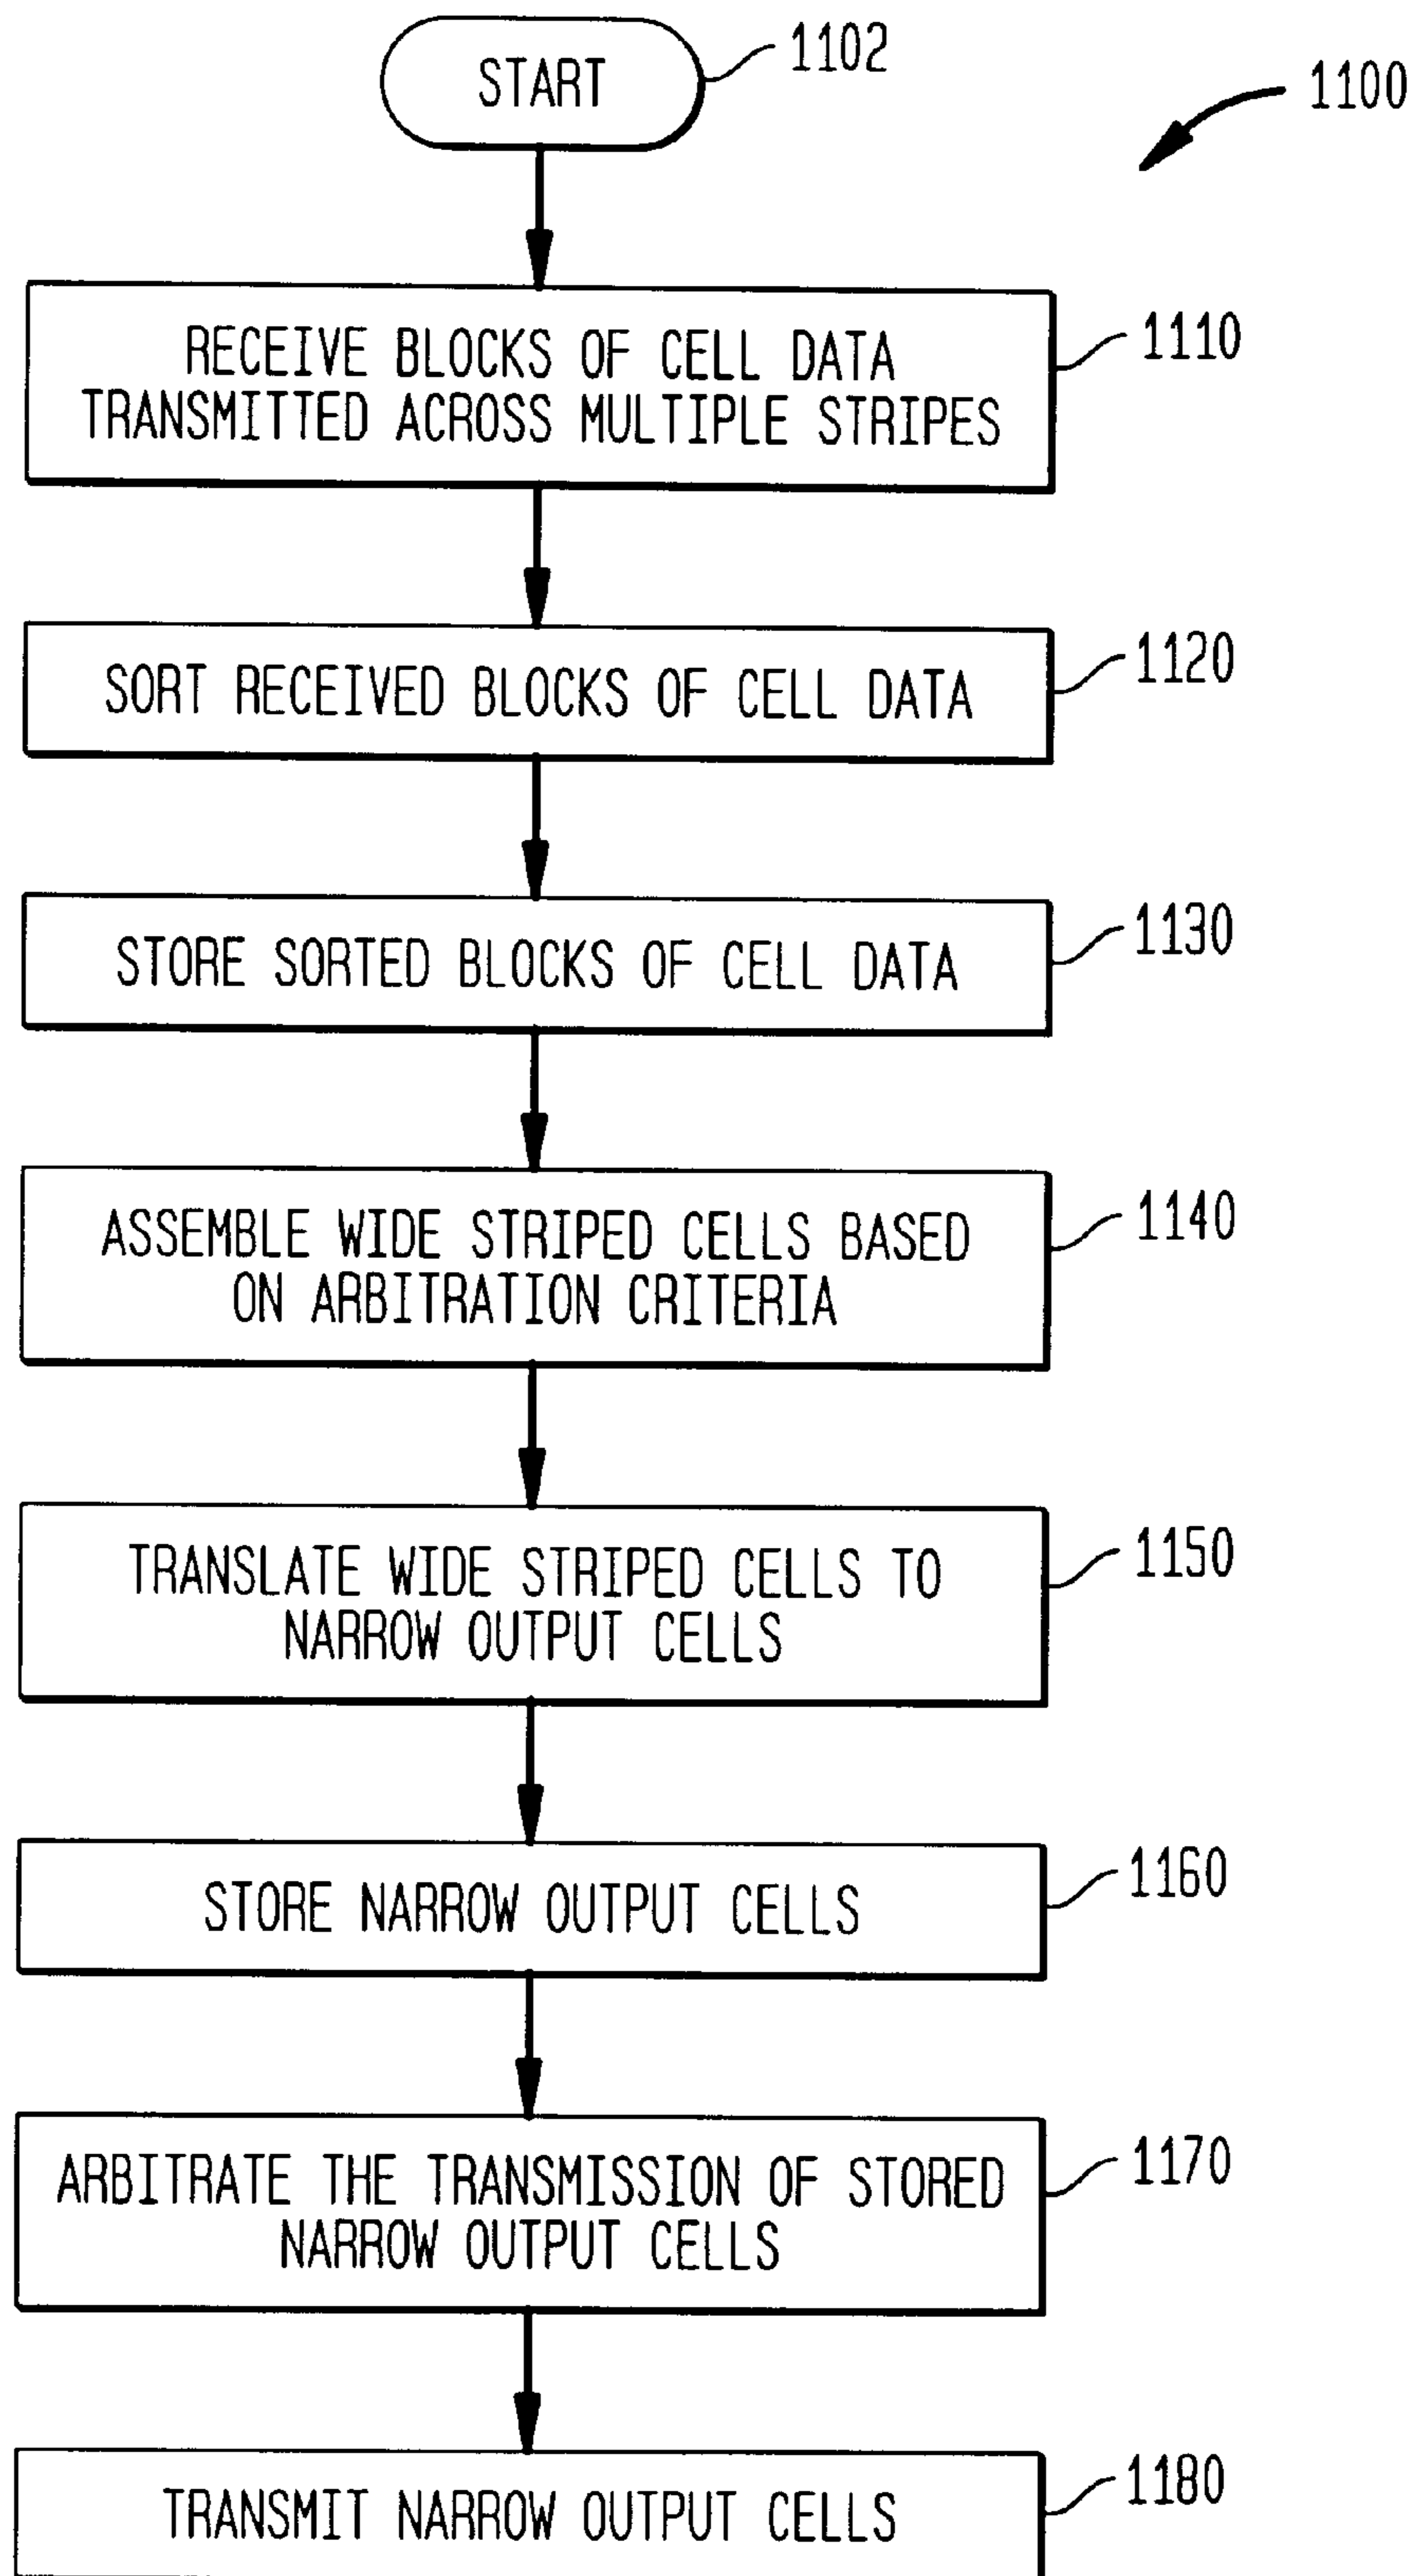 START
1102
1100
RECEIVE BLOCKS OF CELL DATA
TRANSMITTED ACROSS MULTIPLE STRIPES
1110
SORT RECEIVED BLOCKS OF CELL DATA
1120
STORE SORTED BLOCKS OF CELL DATA
1130
ASSEMBLE WIDE STRIPED CELLS BASED
ON ARBITRATION CRITERIA
1140
TRANSLATE WIDE STRIPED CELLS TO
NARROW OUTPUT CELLS
1150
STORE NARROW OUTPUT CELLS
1160
ARBITRATE THE TRANSMISSION OF STORED
NARROW OUTPUT CELLS
1170
TRANSMIT NARROW OUTPUT CELLS
1180